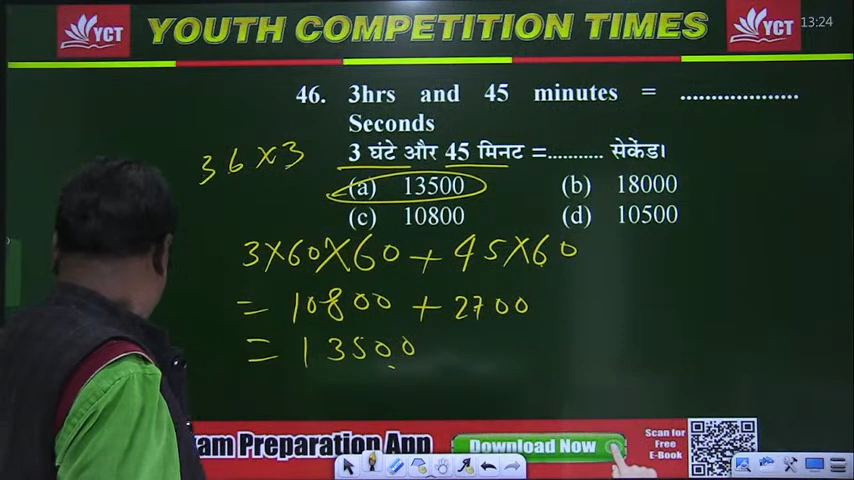 YCT
YOUTH COMPETITION TIMES
YCT
13:24
46. 3hrs and 45 minutes = ....................
Seconds
3 घंटे और 45 मिनट =........... सेकेंड।
36×3
(a) 13500
(b) 18000
(c) 10800
(d) 10500
3×60×60 + 45×60
= 10800 + 2700
= 13500
am Preparation App
Download Now
Scan for
Free
E-Book